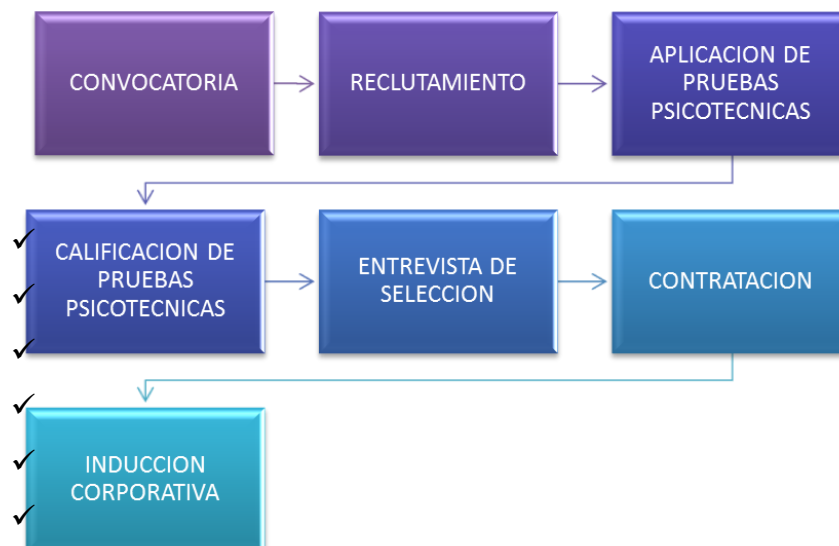 CONVOCATORIA
RECLUTAMIENTO
APLICACION DE
PRUEBAS
PSICOTECNICAS
CALIFICACION DE
PRUEBAS
PSICOTECNICAS
ENTREVISTA DE
SELECCION
CONTRATACION
INDUCCION
CORPORATIVA